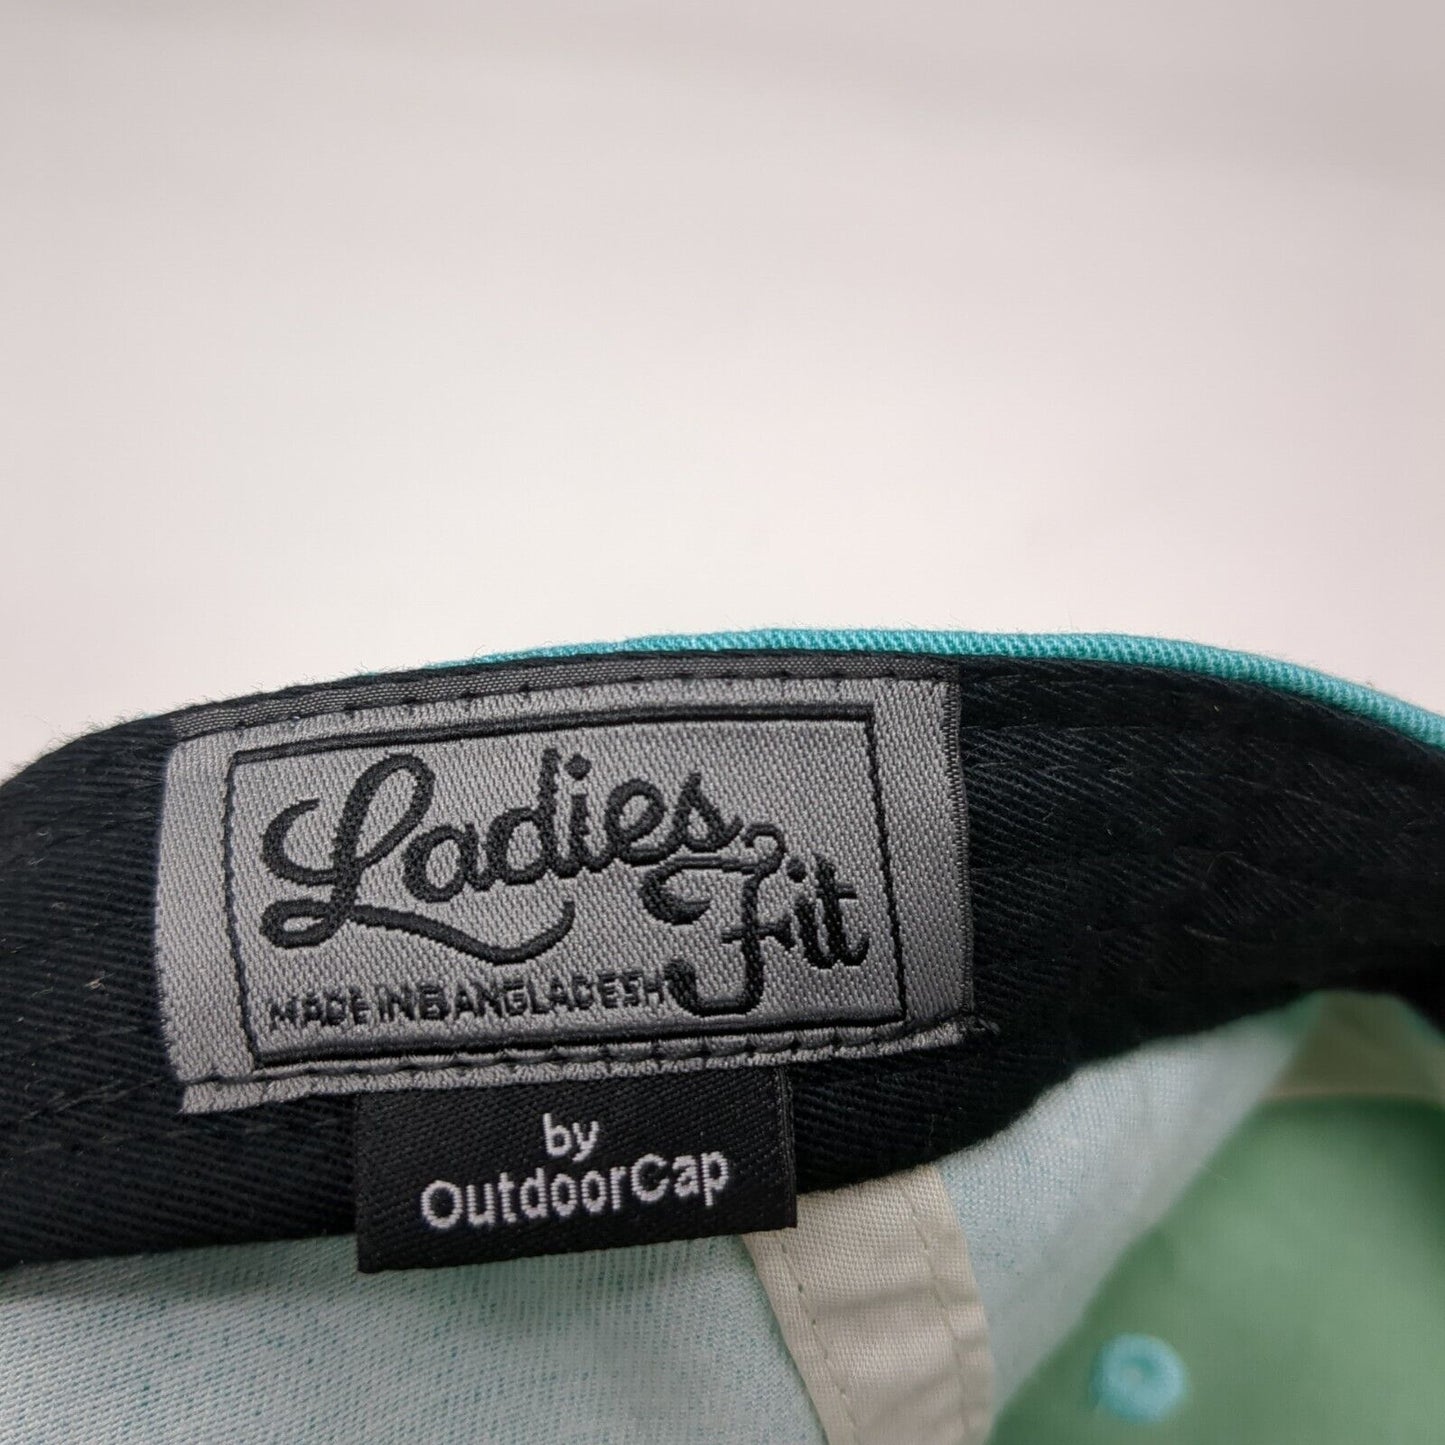 Ladies
Fit
MADE IN BANGLADESH
by
OutdoorCap